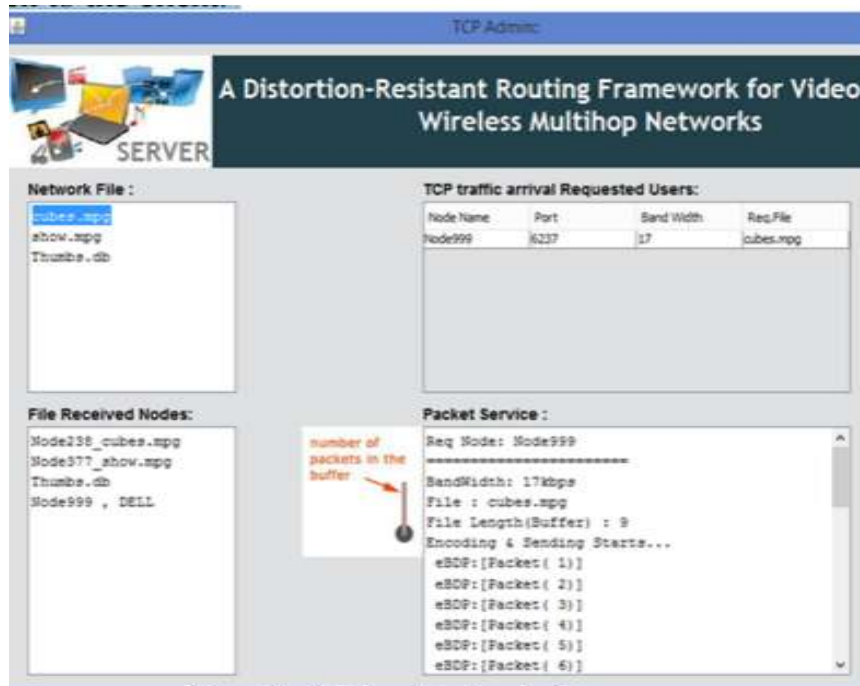 TCP Adminc
A Distortion-Resistant Routing Framework for Video
Wireless Multihop Networks
SERVER
Network File :
cubes.mpg
show.mpg
Thumbs.db
TCP traffic arrival Requested Users:
Node Name Port Band Width Req.File
Node999 6237 17 cubes.mpg
File Received Nodes:
Node238_cubes.mpg
Node377_show.mpg
Thumbs.db
Node999 , DELL
number of
packets in the
buffer
Packet Service :
Req Node: Node999
========================
BandWidth: 17kbps
File : cubes.mpg
File Length(Buffer) : 9
Encoding & Sending Starts...
eBDP:[Packet( 1)]
eBDP:[Packet( 2)]
eBDP:[Packet( 3)]
eBDP:[Packet( 4)]
eBDP:[Packet( 5)]
eBDP:[Packet( 6)]